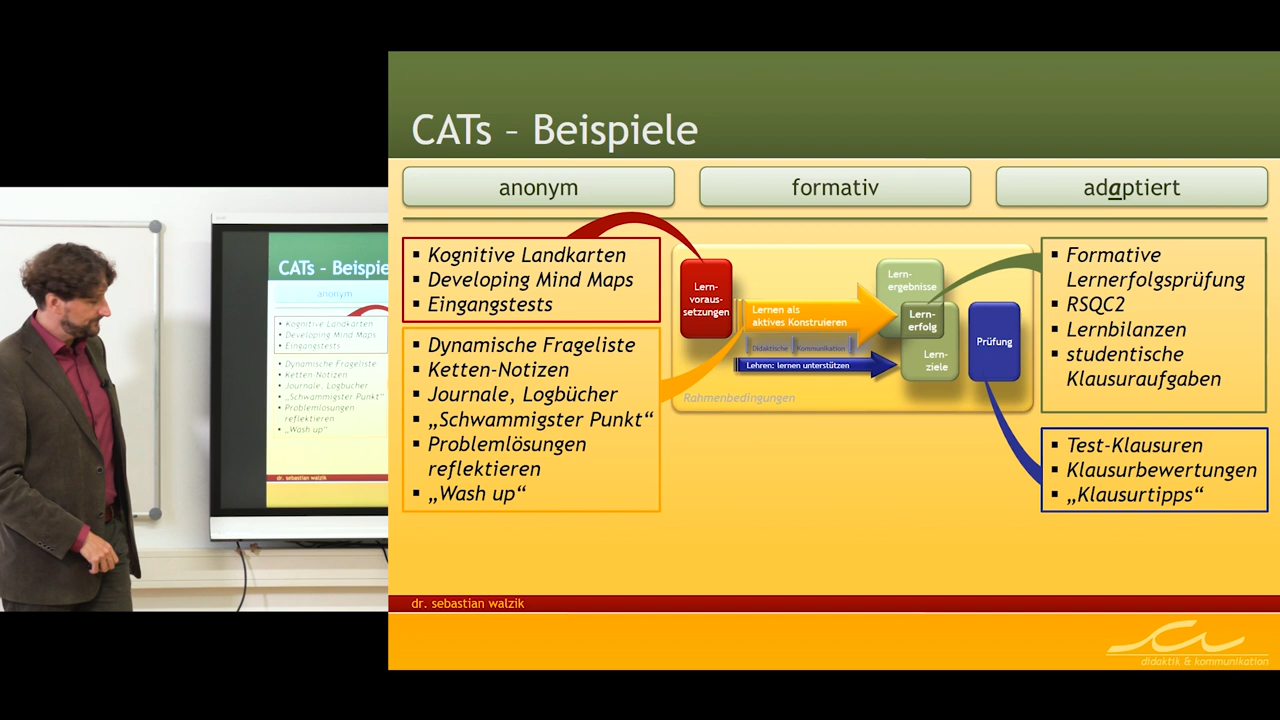 CATs – Beispiele
anonym
formativ
adaptiert
▪ Kognitive Landkarten
▪ Developing Mind Maps
▪ Eingangstests
▪ Dynamische Frageliste
▪ Ketten-Notizen
▪ Journale, Logbücher
▪ „Schwammigster Punkt“
▪ Problemlösungen
reflektieren
▪ „Wash up“
Lern-
voraus-
setzungen
Lernen als
aktives Konstruieren
Didaktische
Kommunikation
Lehren: lernen unterstützen
Rahmenbedingungen
Lern-
ergebnisse
Lern-
erfolg
Lern-
ziele
Prüfung
▪ Formative
Lernerfolgsprüfung
▪ RSQC2
▪ Lernbilanzen
▪ studentische
Klausuraufgaben
▪ Test-Klausuren
▪ Klausurbewertungen
▪ „Klausurtipps“
dr. sebastian walzik
didaktik & kommunikation
CATs – Beispie
anonym
▪ Kognitive Landkarten
▪ Developing Mind Maps
▪ Eingangstests
▪ Dynamische Frageliste
▪ Ketten-Notizen
▪ Journale, Logbücher
▪ „Schwammigster Punkt“
▪ Problemlösungen
reflektieren
▪ „Wash up“
dr. sebastian walzik